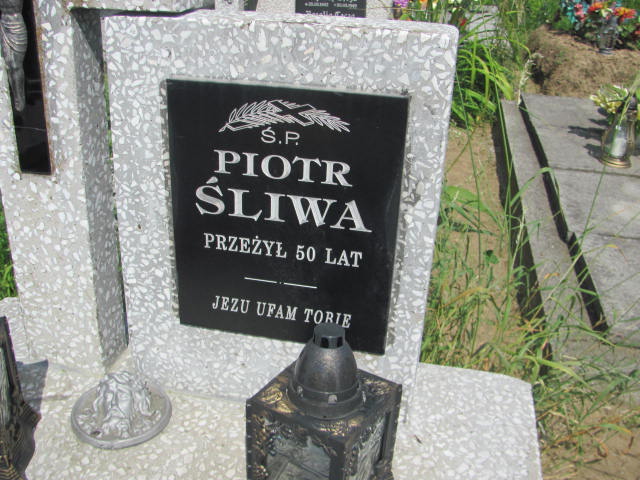 Ś.P.
PIOTR
ŚLIWA
PRZEŻYŁ 50 LAT
JEZU UFAM TOBIE